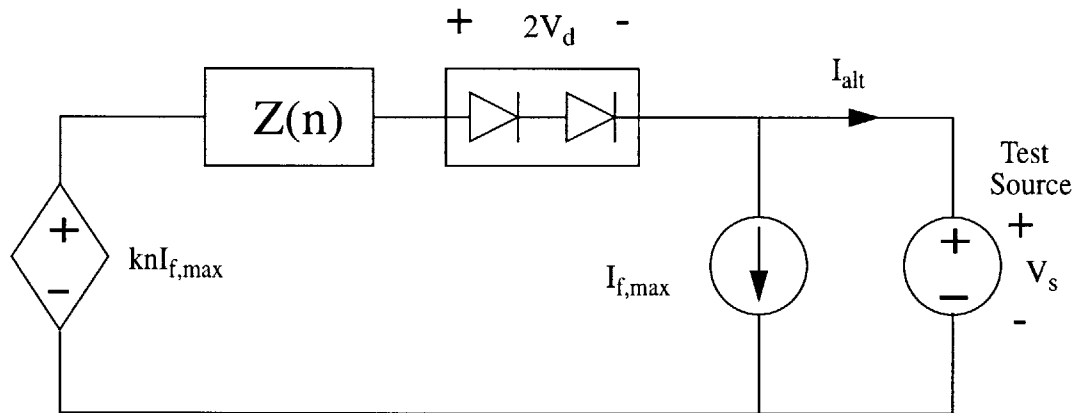 + 2V_d -
Z(n)
I_alt
Test
Source
+
-
knI_f,max
I_f,max
+
-
+
V_s
-